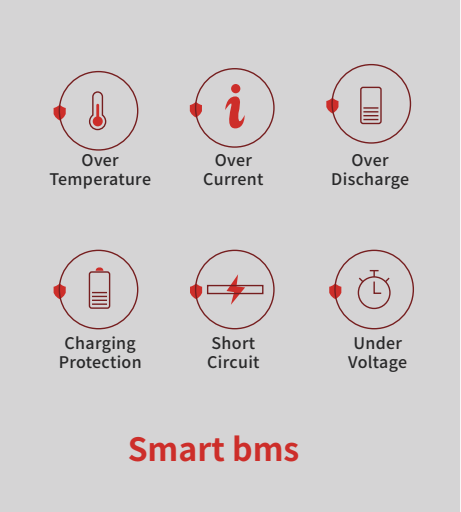 Over
Temperature
Over
Current
Over
Discharge
Charging
Protection
Short
Circuit
Under
Voltage
Smart bms